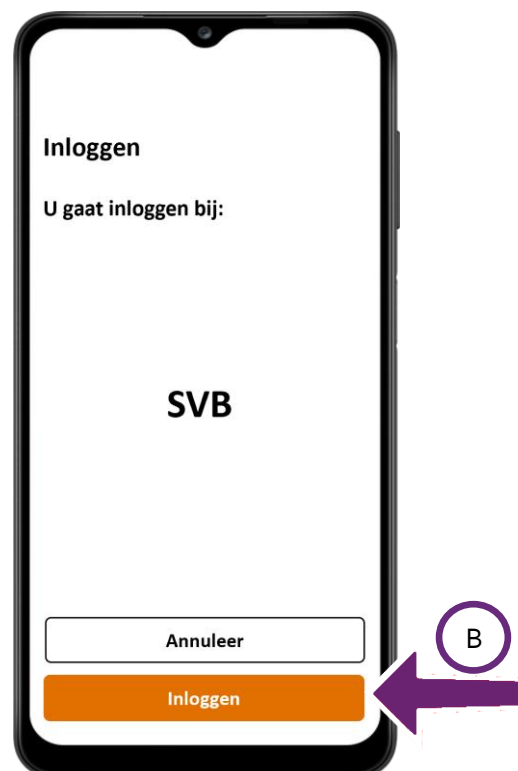 Inloggen
U gaat inloggen bij:
SVB
Annuleer
B
Inloggen